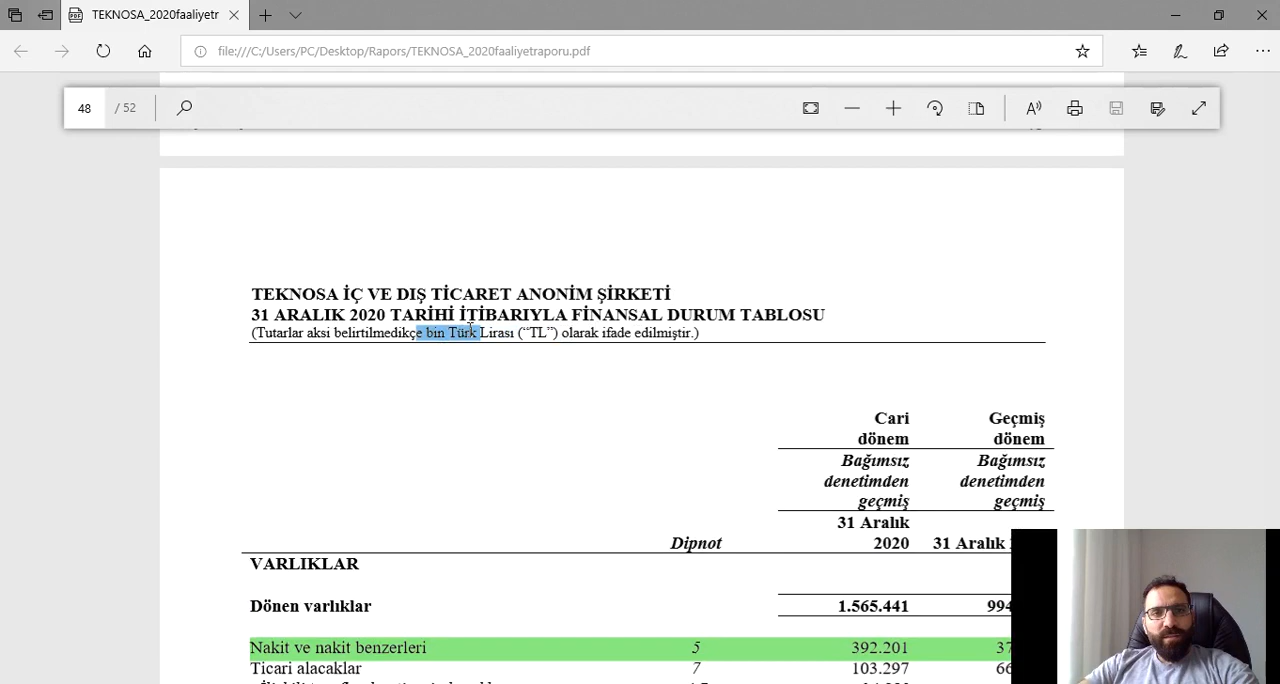 TEKNOSA_2020faaliyetr
file:///C:/Users/PC/Desktop/Rapors/TEKNOSA_2020faaliyetraporu.pdf
48 / 52
TEKNOSA İÇ VE DIŞ TİCARET ANONİM ŞİRKETİ
31 ARALIK 2020 TARİHİ İTİBARIYLA FİNANSAL DURUM TABLOSU
(Tutarlar aksi belirtilmedikçe bin Türk Lirası (“TL”) olarak ifade edilmiştir.)
Cari Geçmiş
dönem dönem
Bağımsız Bağımsız
denetimden denetimden
geçmiş geçmiş
31 Aralık
Dipnot 2020 31 Aralık
VARLIKLAR
Dönen varlıklar 1.565.441 994
Nakit ve nakit benzerleri 5 392.201 37
Ticari alacaklar 7 103.297 66